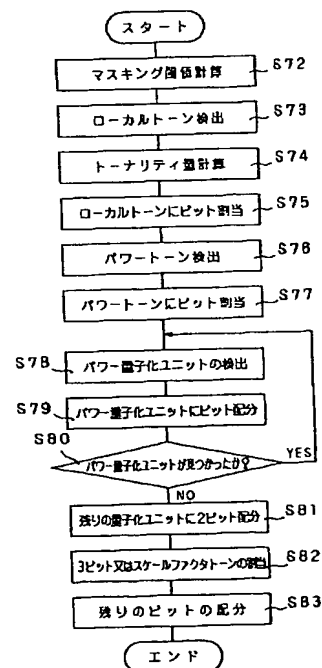 スタート
マスキング閾値計算 S72
ローカルトーン検出 S73
トーナリティ量計算 S74
ローカルトーンにビット割当 S75
パワートーン検出 S76
パワートーンにビット割当 S77
S78 パワー量子化ユニットの検出
S79 パワー量子化ユニットにビット配分
S80 パワー量子化ユニットが見つかったか? YES
NO
残りの量子化ユニットに2ビット配分 S81
3ビット又はスケールファクタトーンの割当 S82
残りのビットの配分 S83
エンド